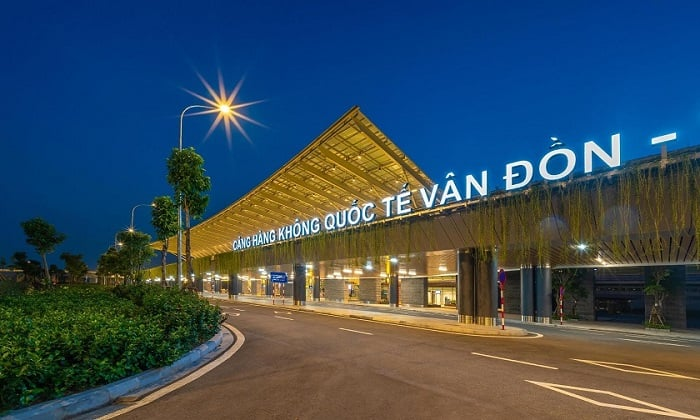 CẢNG HÀNG KHÔNG QUỐC TẾ VÂN ĐỒN -